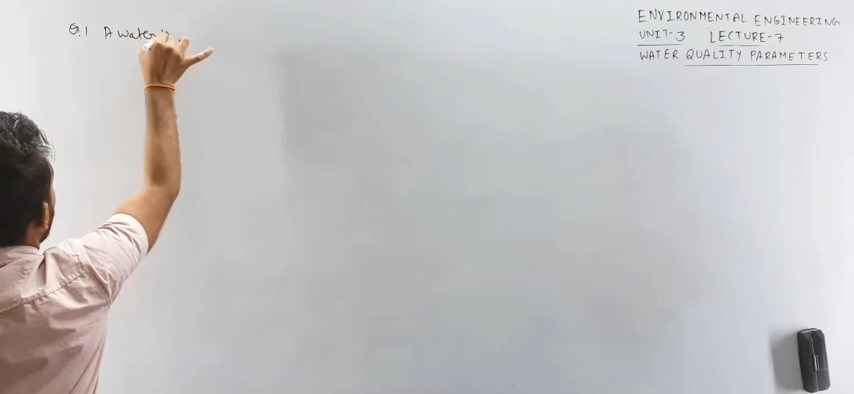 ENVIRONMENTAL ENGINEERING
UNIT-3 LECTURE-7
WATER QUALITY PARAMETERS
Q.1 A water